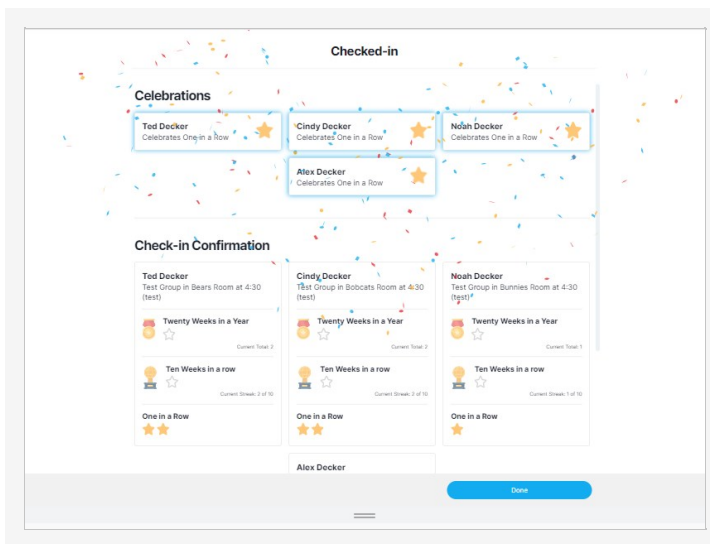 Checked-in
Celebrations
Ted Decker
Celebrates One in a Row
Cindy Decker
Celebrates One in a Row
Noah Decker
Celebrates One in a Row
Alex Decker
Celebrates One in a Row
Check-in Confirmation
Ted Decker
Test Group in Bears Room at 4:30
(test)
Twenty Weeks in a Year
Current Total: 2
Ten Weeks in a row
Current Streak: 2 of 10
One in a Row
Cindy Decker
Test Group in Bobcats Room at 4:30
(test)
Twenty Weeks in a Year
Current Total: 2
Ten Weeks in a row
Current Streak: 2 of 10
One in a Row
Noah Decker
Test Group in Bunnies Room at 4:30
(test)
Twenty Weeks in a Year
Current Total: 1
Ten Weeks in a row
Current Streak: 1 of 10
One in a Row
Alex Decker
Done